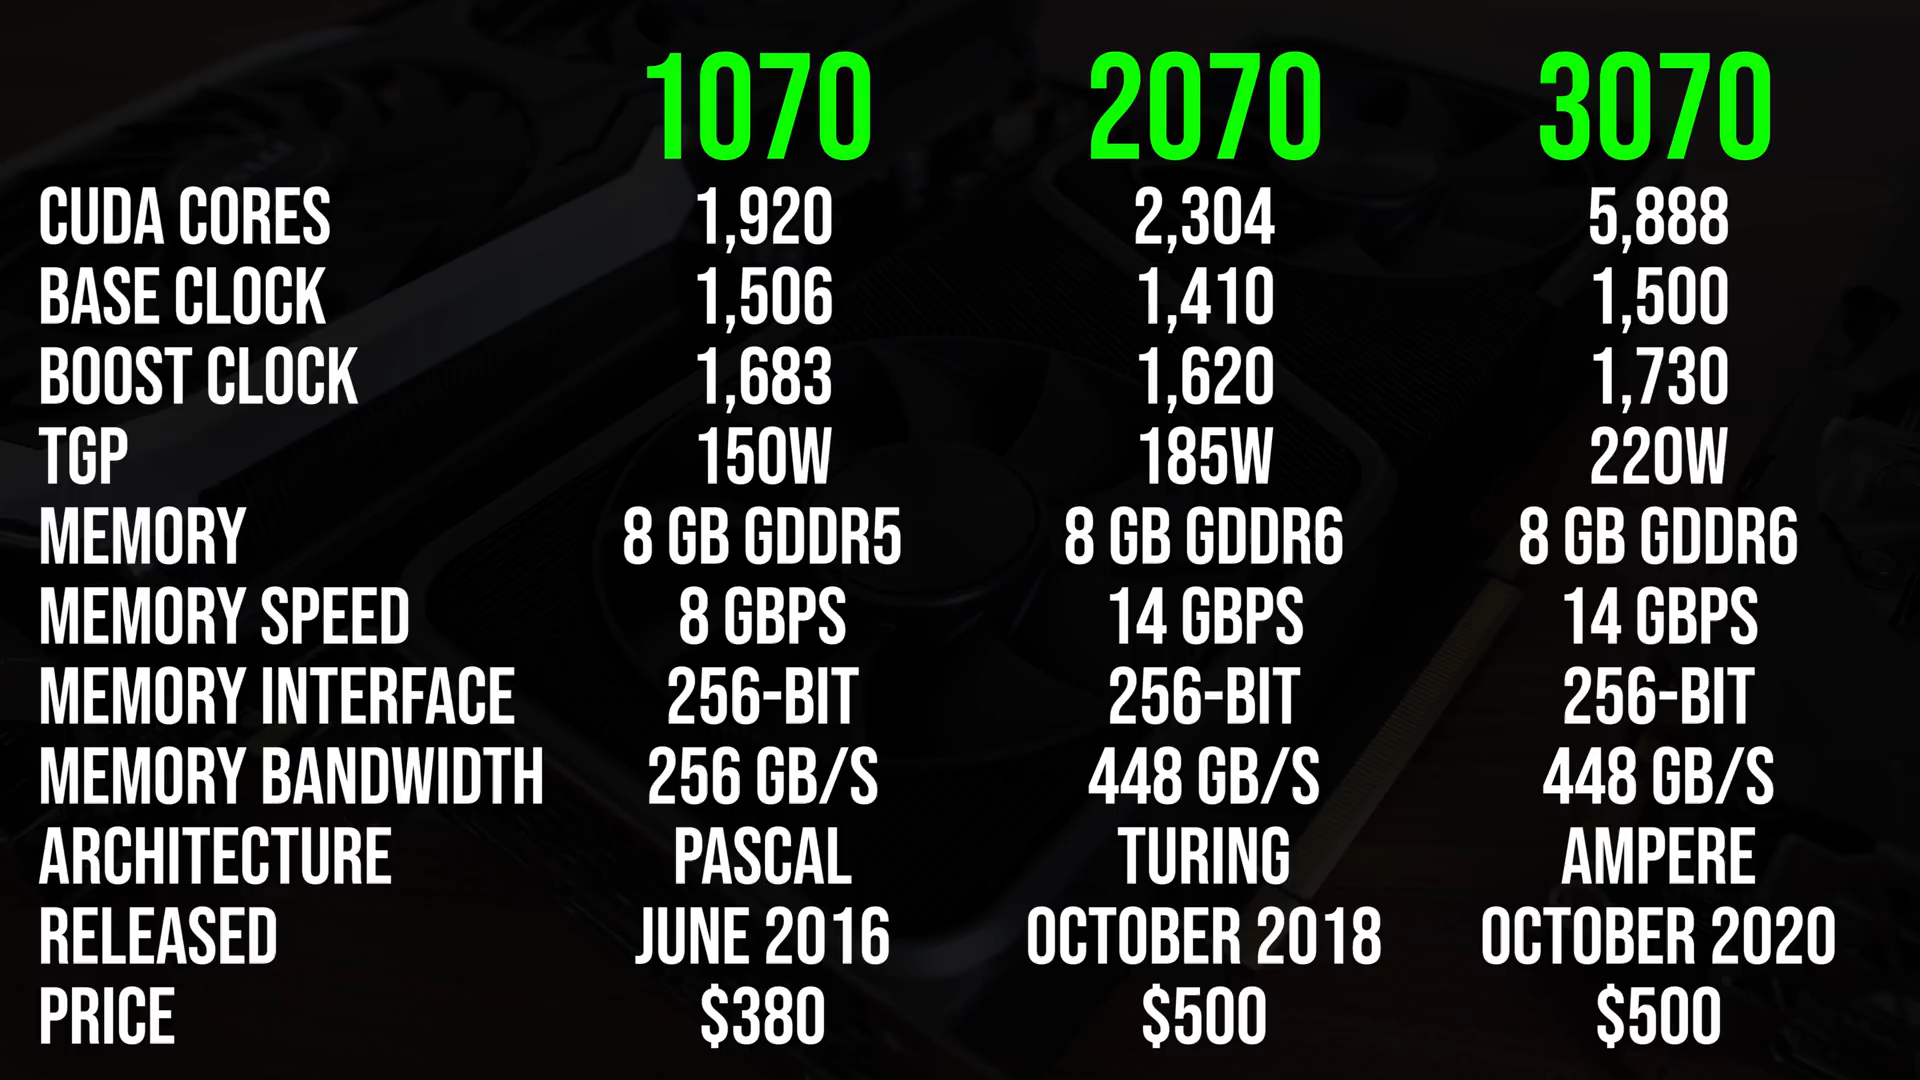 1070 2070 3070
CUDA CORES 1,920 2,304 5,888
BASE CLOCK 1,506 1,410 1,500
BOOST CLOCK 1,683 1,620 1,730
TGP 150W 185W 220W
MEMORY 8 GB GDDR5 8 GB GDDR6 8 GB GDDR6
MEMORY SPEED 8 GBPS 14 GBPS 14 GBPS
MEMORY INTERFACE 256-BIT 256-BIT 256-BIT
MEMORY BANDWIDTH 256 GB/S 448 GB/S 448 GB/S
ARCHITECTURE PASCAL TURING AMPERE
RELEASED JUNE 2016 OCTOBER 2018 OCTOBER 2020
PRICE $380 $500 $500